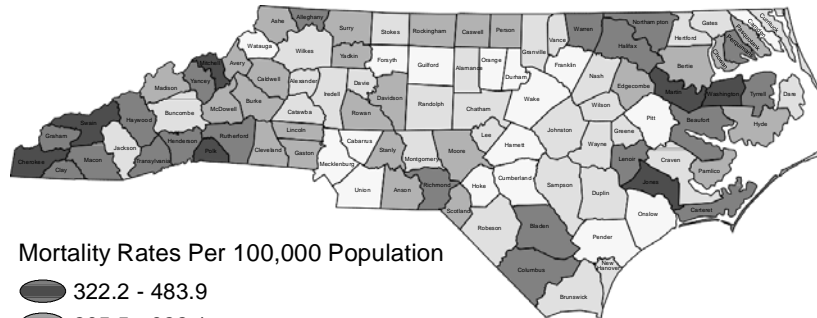 Ashe Alleghany Surry Stokes Rockingham Caswell Person Granville Vance Warren Northampton Gates Currituck
Camden
Pasquotank
Perquimans
Chowan
Watauga Wilkes Yadkin Forsyth Guilford Alamance Orange Durham Franklin Halifax Hertford Bertie
Mitchell Avery Caldwell Alexander Davie Iredell Davidson Randolph Chatham Wake Nash Edgecombe Martin Washington Tyrrell Dare
Madison Yancey McDowell Burke Catawba Rowan Wilson Pitt Beaufort Hyde
Swain Haywood Buncombe Rutherford Lincoln Cabarrus Stanly Montgomery Moore Lee Harnett Johnston Wayne Greene Lenoir Craven Pamlico
Graham Jackson Henderson Polk Cleveland Gaston Mecklenburg
Cherokee Clay Macon Transylvania Union Anson Richmond Hoke Cumberland Sampson Duplin Jones Carteret
Scotland Robeson Bladen Pender Onslow
Columbus New
Hanover
Brunswick
Mortality Rates Per 100,000 Population
322.2 - 483.9